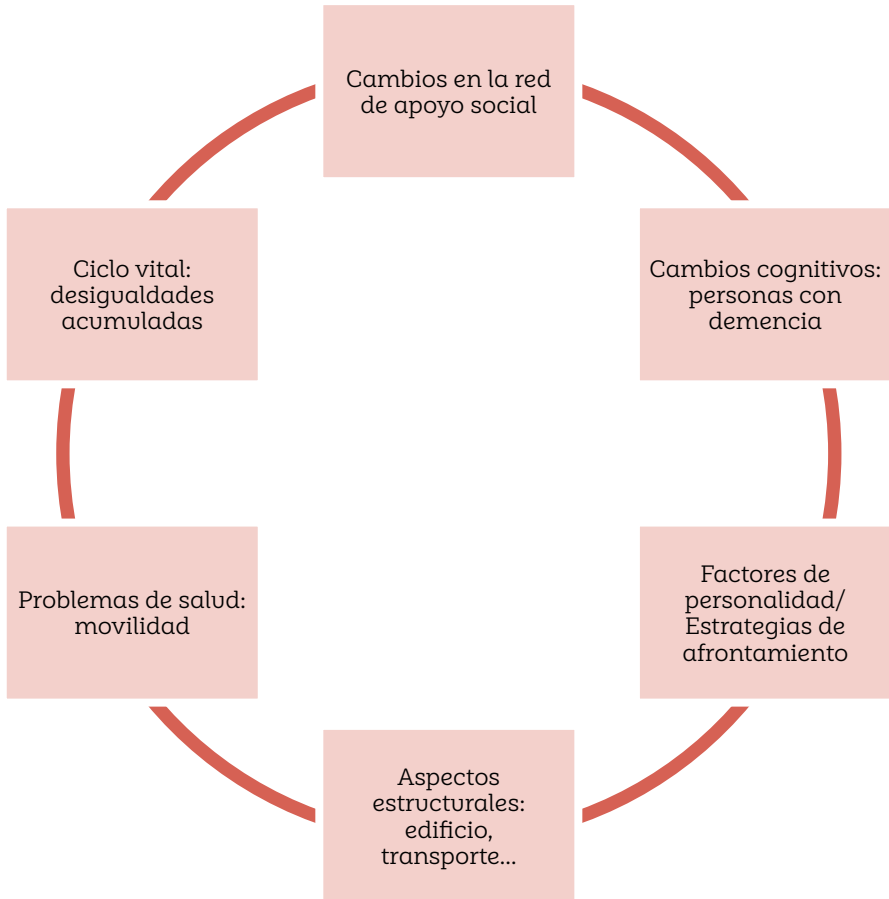 Cambios en la red
de apoyo social
Cambios cognitivos:
personas con
demencia
Factores de
personalidad/
Estrategias de
afrontamiento
Aspectos
estructurales:
edificio,
transporte...
Problemas de salud:
movilidad
Ciclo vital:
desigualdades
acumuladas